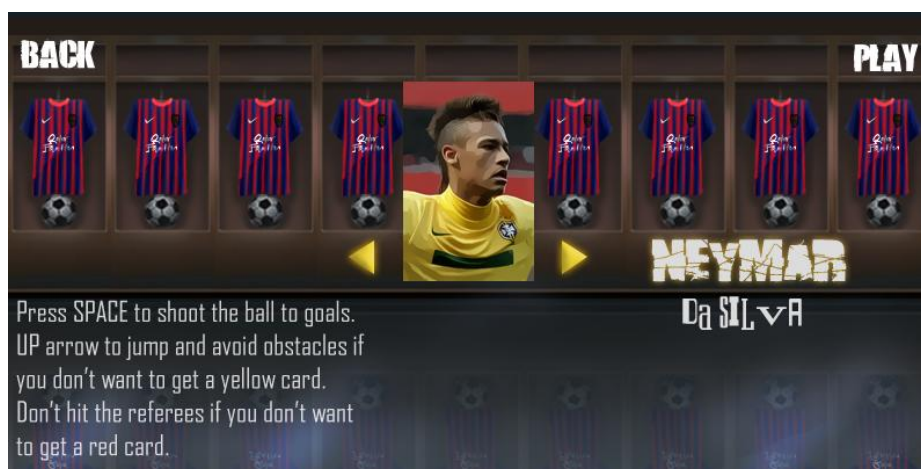 BACK
PLAY
NEYMAR
Da SILVA
Press SPACE to shoot the ball to goals.
UP arrow to jump and avoid obstacles if
you don't want to get a yellow card.
Don't hit the referees if you don't want
to get a red card.